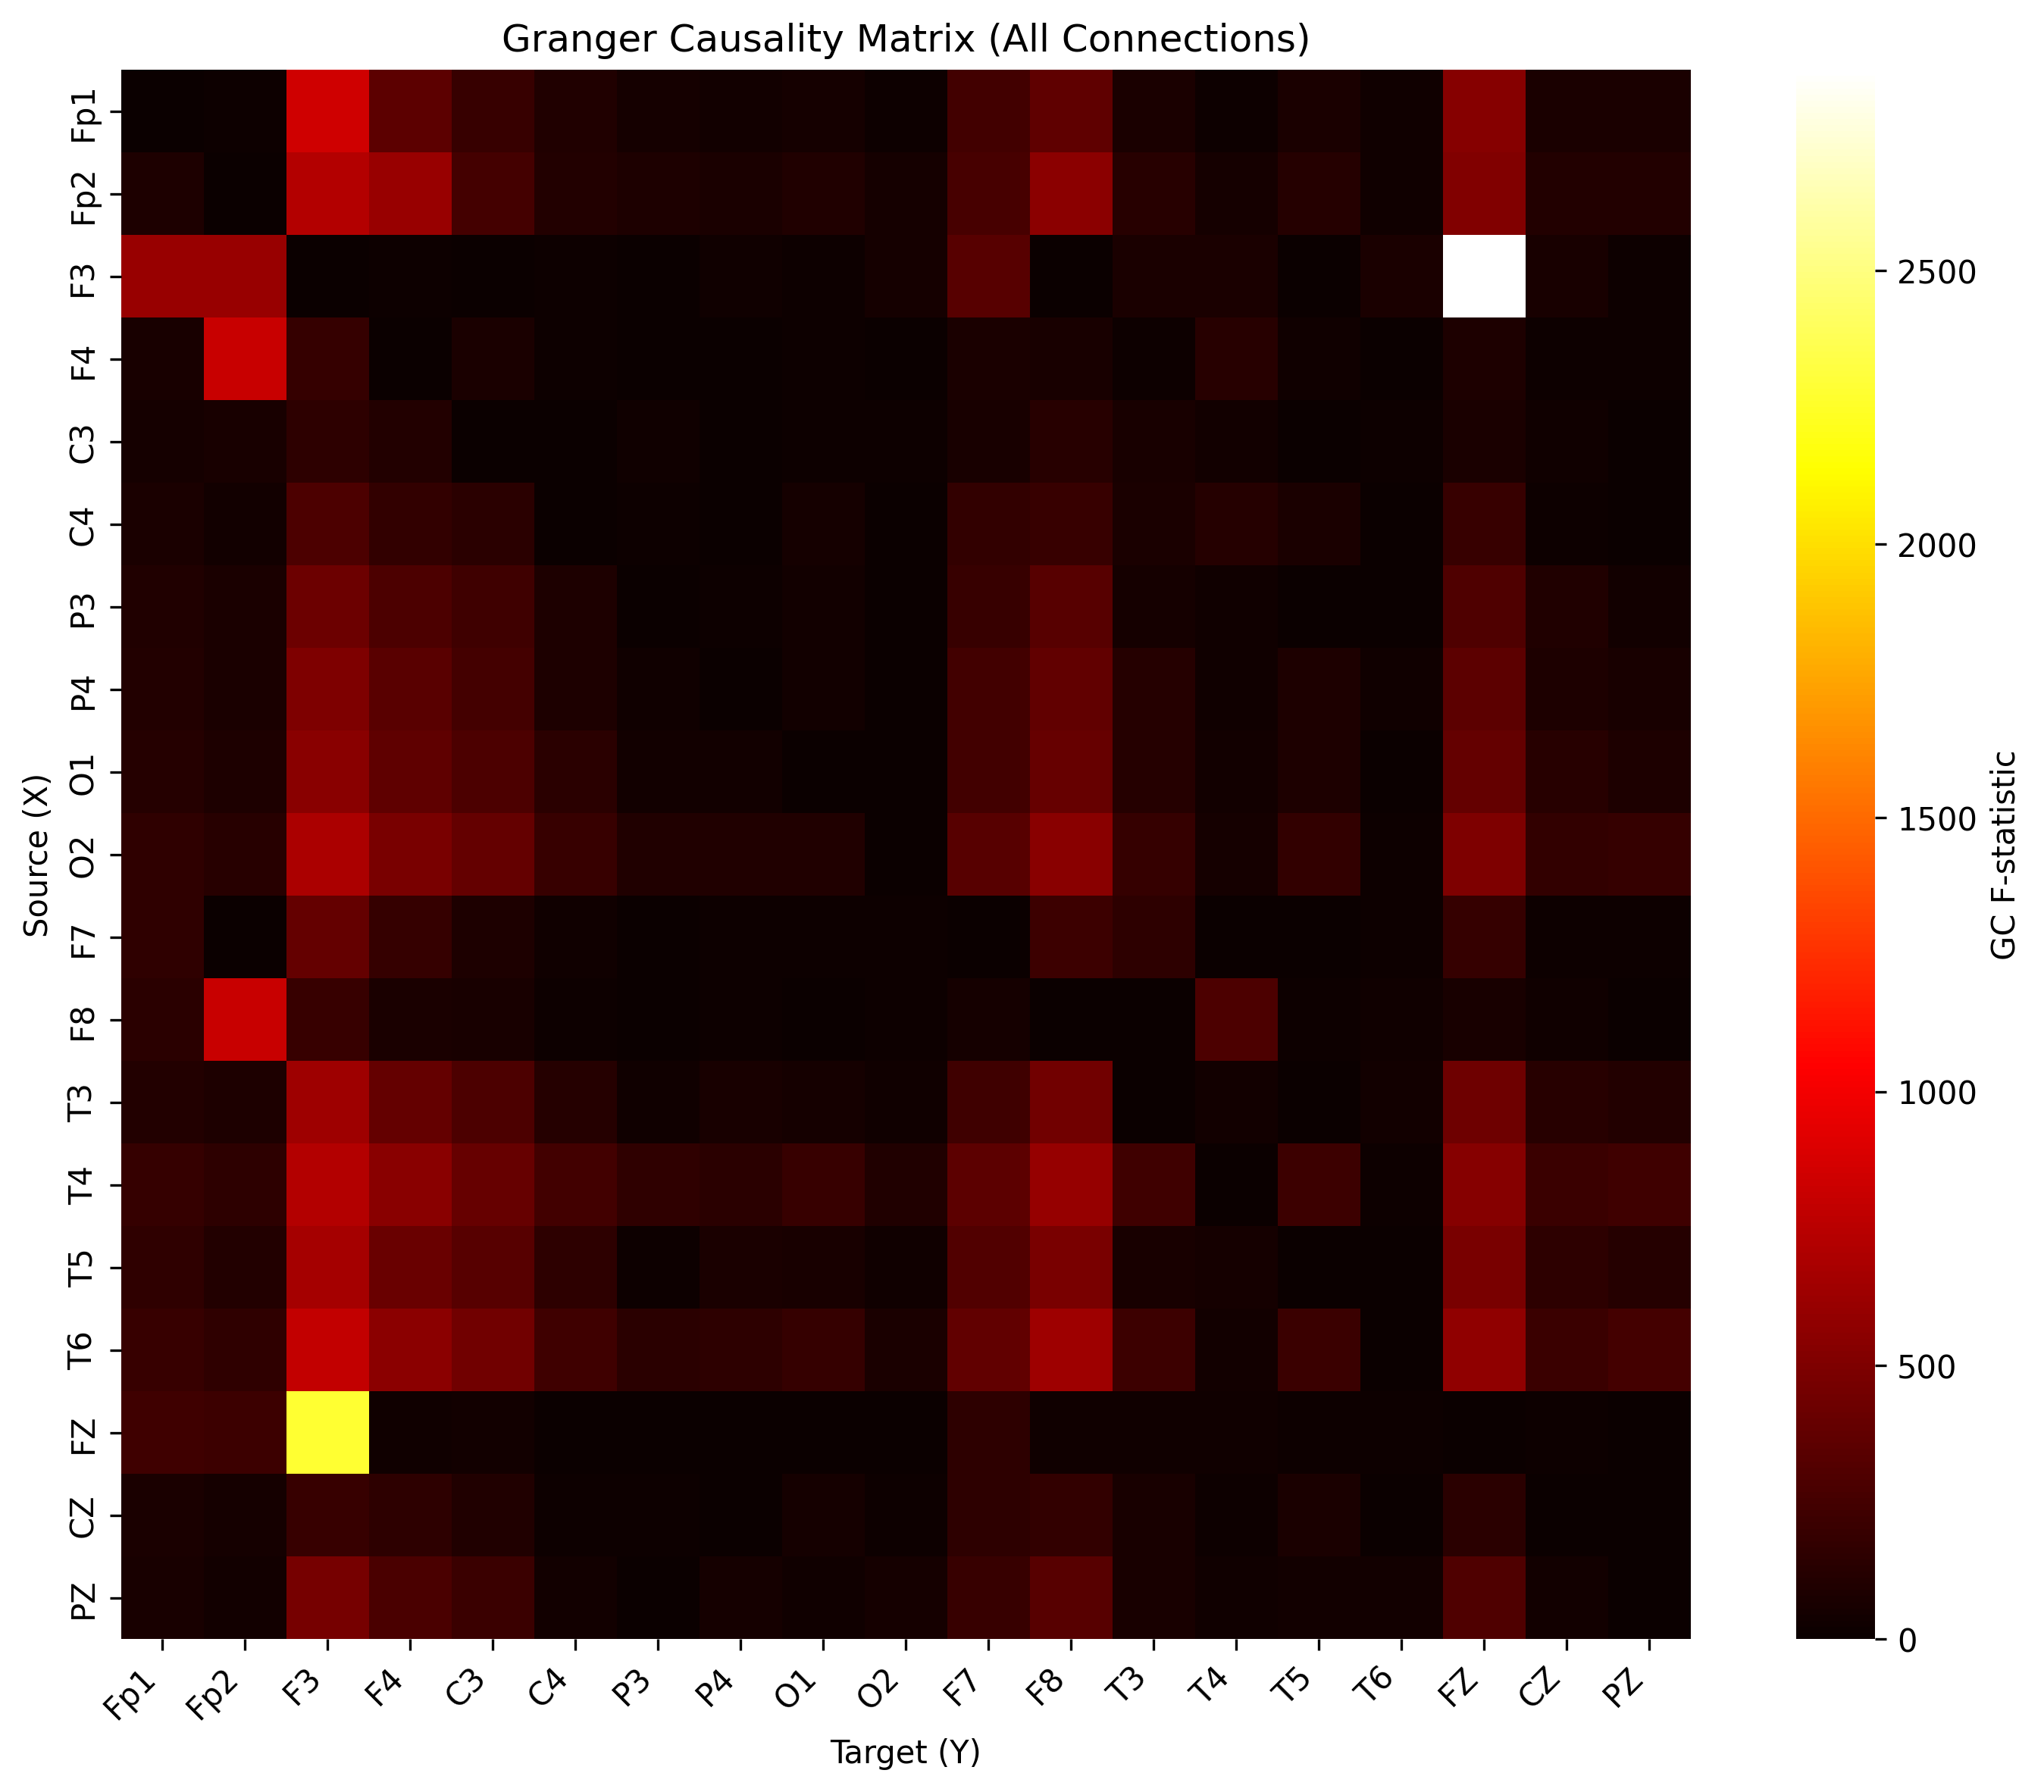 Granger Causality Matrix (All Connections)
Source (X)
Fp1
Fp2
F3
F4
C3
C4
P3
P4
O1
O2
F7
F8
T3
T4
T5
T6
FZ
CZ
PZ
Fp1 Fp2 F3 F4 C3 C4 P3 P4 O1 O2 F7 F8 T3 T4 T5 T6 FZ CZ PZ
Target (Y)
2500
2000
1500
1000
500
0
GC F-statistic